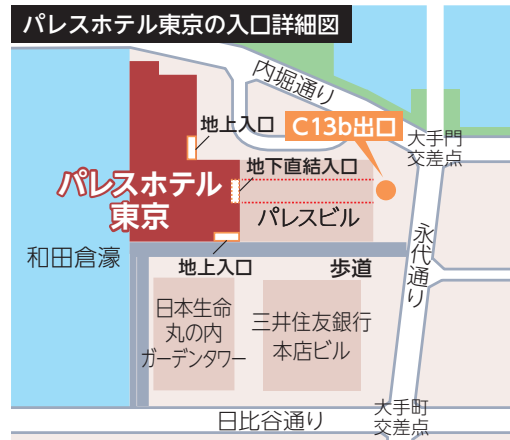 パレスホテル東京の入口詳細図
内堀通り
地上入口
C13b出口
大手門
交差点
地下直結入口
パレスホテル
東京
パレスビル
永代通り
和田倉濠
地上入口
歩道
日本生命
丸の内
ガーデンタワー
三井住友銀行
本店ビル
大手町
交差点
日比谷通り